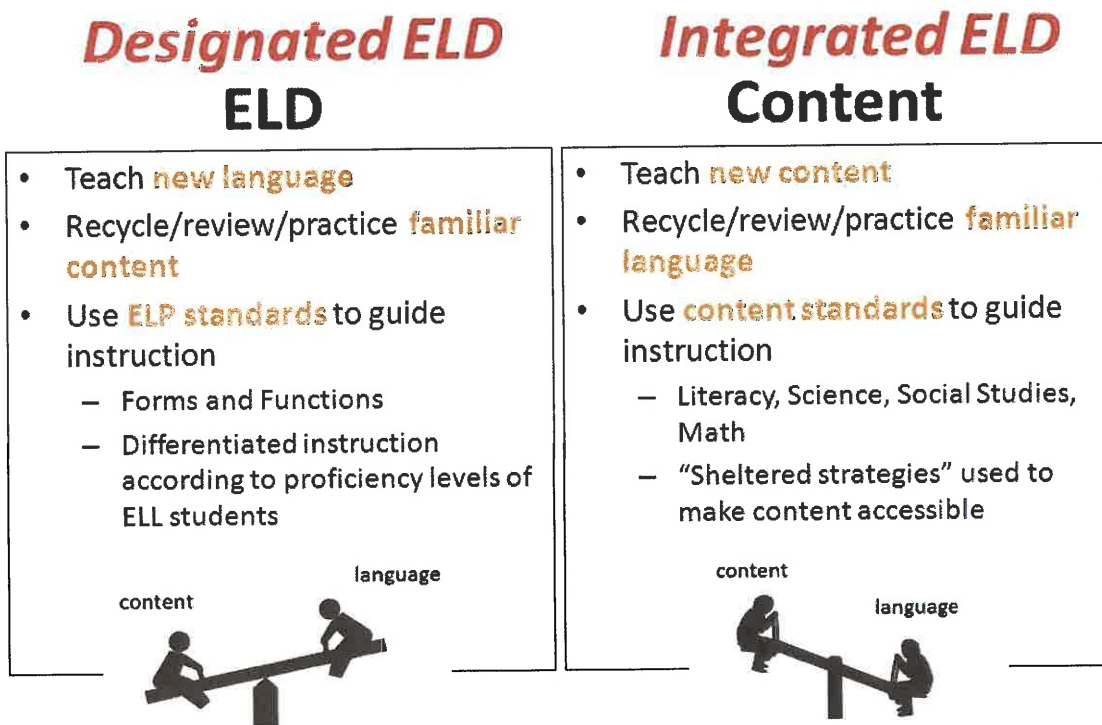 Designated ELD
ELD
• Teach new language
• Recycle/review/practice familiar
content
• Use ELP standards to guide
instruction
– Forms and Functions
– Differentiated instruction
according to proficiency levels of
ELL students
content
language
Integrated ELD
Content
• Teach new content
• Recycle/review/practice familiar
language
• Use content standards to guide
instruction
– Literacy, Science, Social Studies,
Math
– “Sheltered strategies” used to
make content accessible
content
language